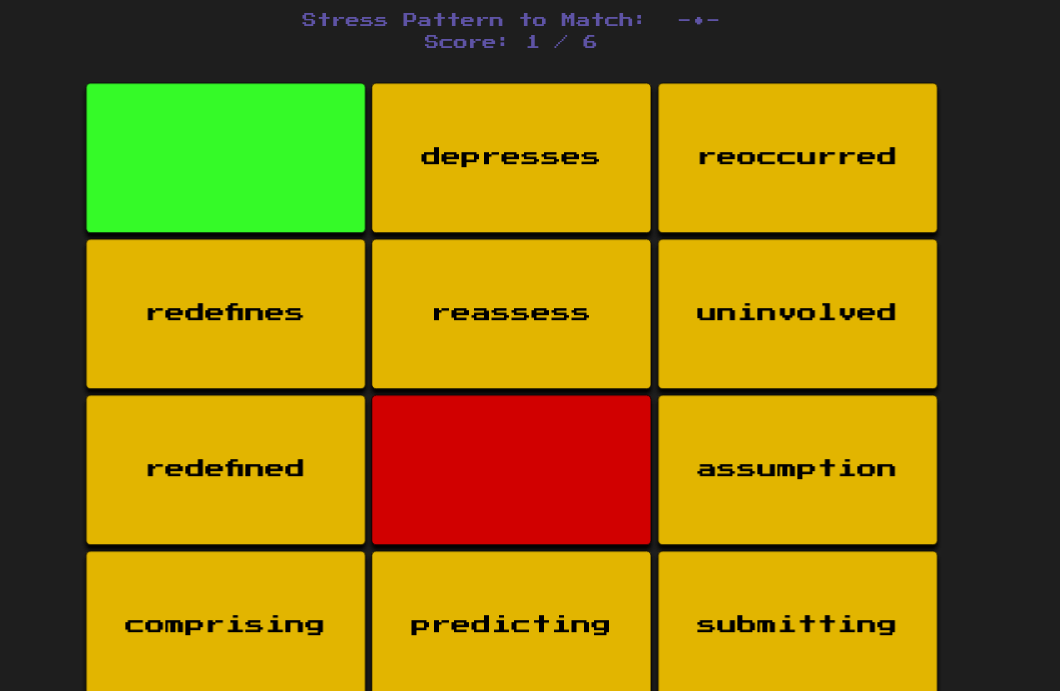 Stress Pattern to Match: -•-
Score: 1 / 6
depresses
reoccurred
redefines
reassess
uninvolved
redefined
assumption
comprising
predicting
submitting